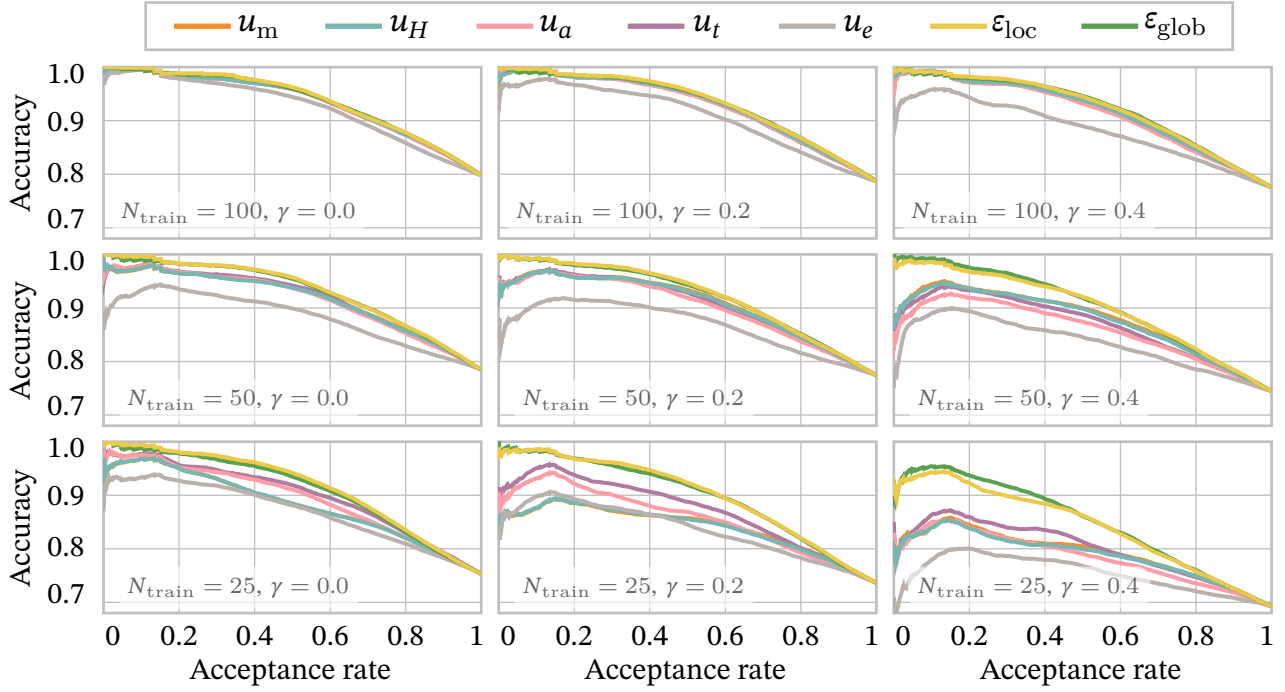 u_m u_H u_a u_t u_e ε_loc ε_glob
Accuracy
1.0
0.9
0.8
0.7
N_train = 100, γ = 0.0
N_train = 100, γ = 0.2
N_train = 100, γ = 0.4
Accuracy
1.0
0.9
0.8
0.7
N_train = 50, γ = 0.0
N_train = 50, γ = 0.2
N_train = 50, γ = 0.4
Accuracy
1.0
0.9
0.8
0.7
N_train = 25, γ = 0.0
N_train = 25, γ = 0.2
N_train = 25, γ = 0.4
0 0.2 0.4 0.6 0.8 1
0 0.2 0.4 0.6 0.8 1
0 0.2 0.4 0.6 0.8 1
Acceptance rate
Acceptance rate
Acceptance rate